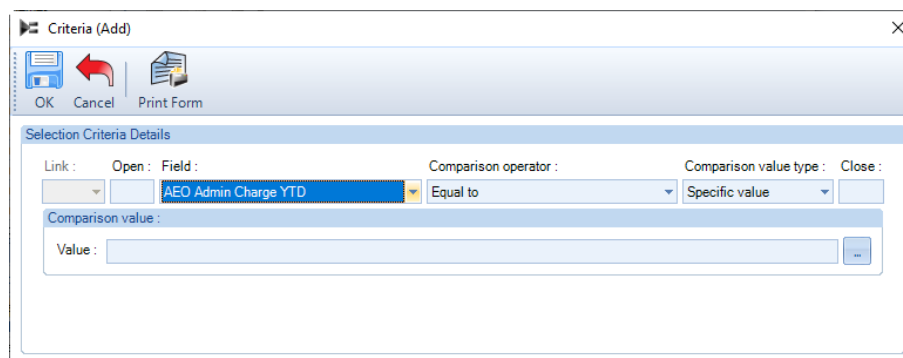 Criteria (Add)
OK Cancel Print Form
Selection Criteria Details
Link : Open : Field : Comparison operator : Comparison value type : Close :
AEO Admin Charge YTD Equal to Specific value
Comparison value :
Value : ...